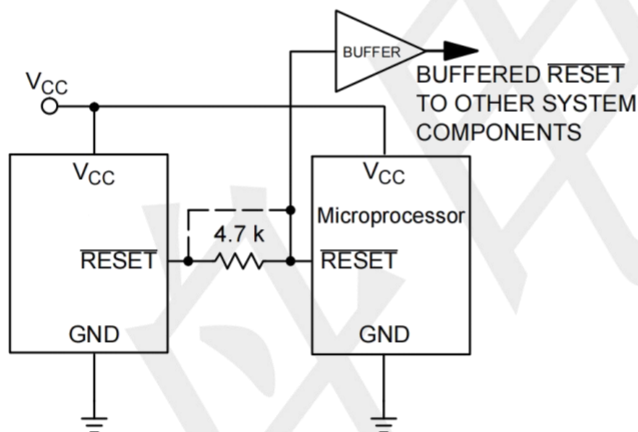 BUFFER
BUFFERED RESET
TO OTHER SYSTEM
COMPONENTS
VCC
VCC
VCC
Microprocessor
4.7 k
RESET
RESET
GND
GND